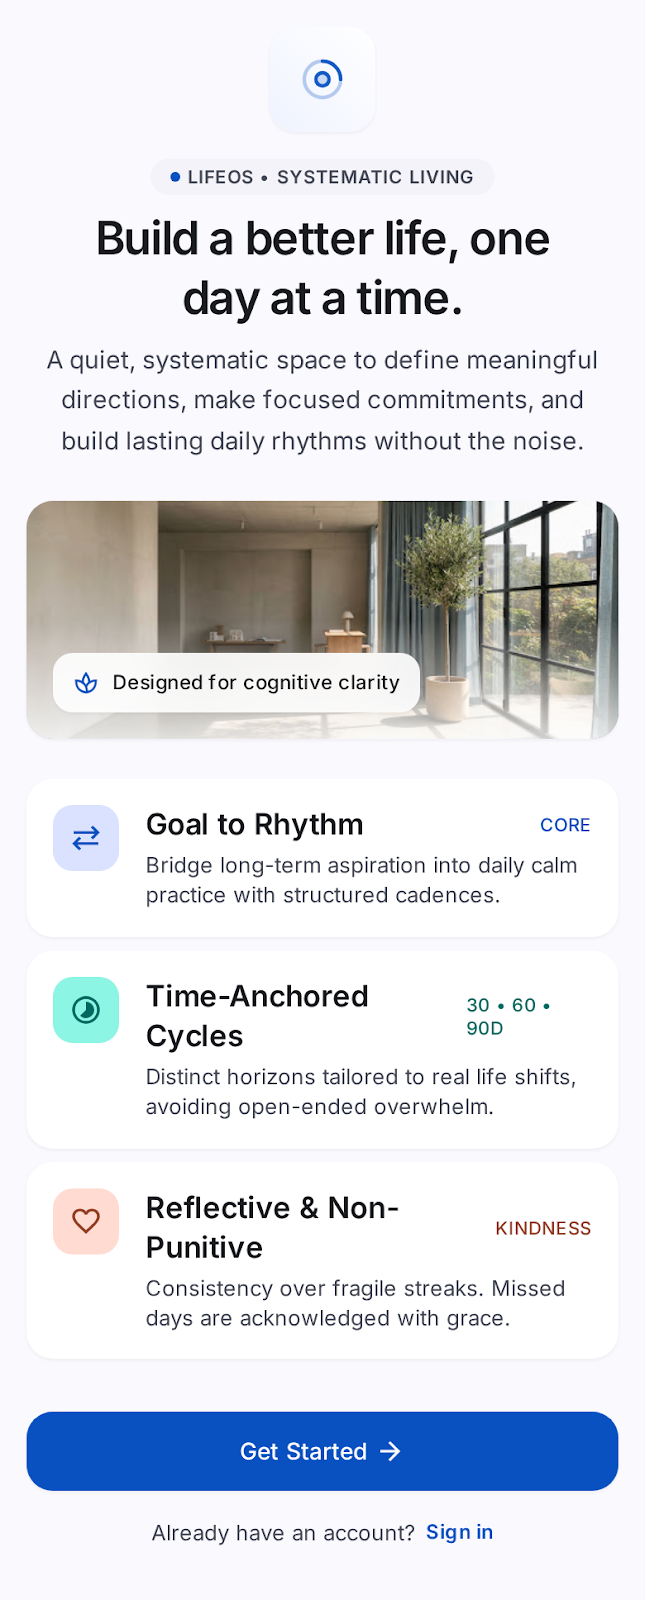 LIFEOS • SYSTEMATIC LIVING
Build a better life, one
day at a time.
A quiet, systematic space to define meaningful
directions, make focused commitments, and
build lasting daily rhythms without the noise.
Designed for cognitive clarity
Goal to Rhythm
CORE
Bridge long-term aspiration into daily calm
practice with structured cadences.
Time-Anchored
Cycles
30 • 60 •
90D
Distinct horizons tailored to real life shifts,
avoiding open-ended overwhelm.
Reflective & Non-
Punitive
KINDNESS
Consistency over fragile streaks. Missed
days are acknowledged with grace.
Get Started →
Already have an account? Sign in